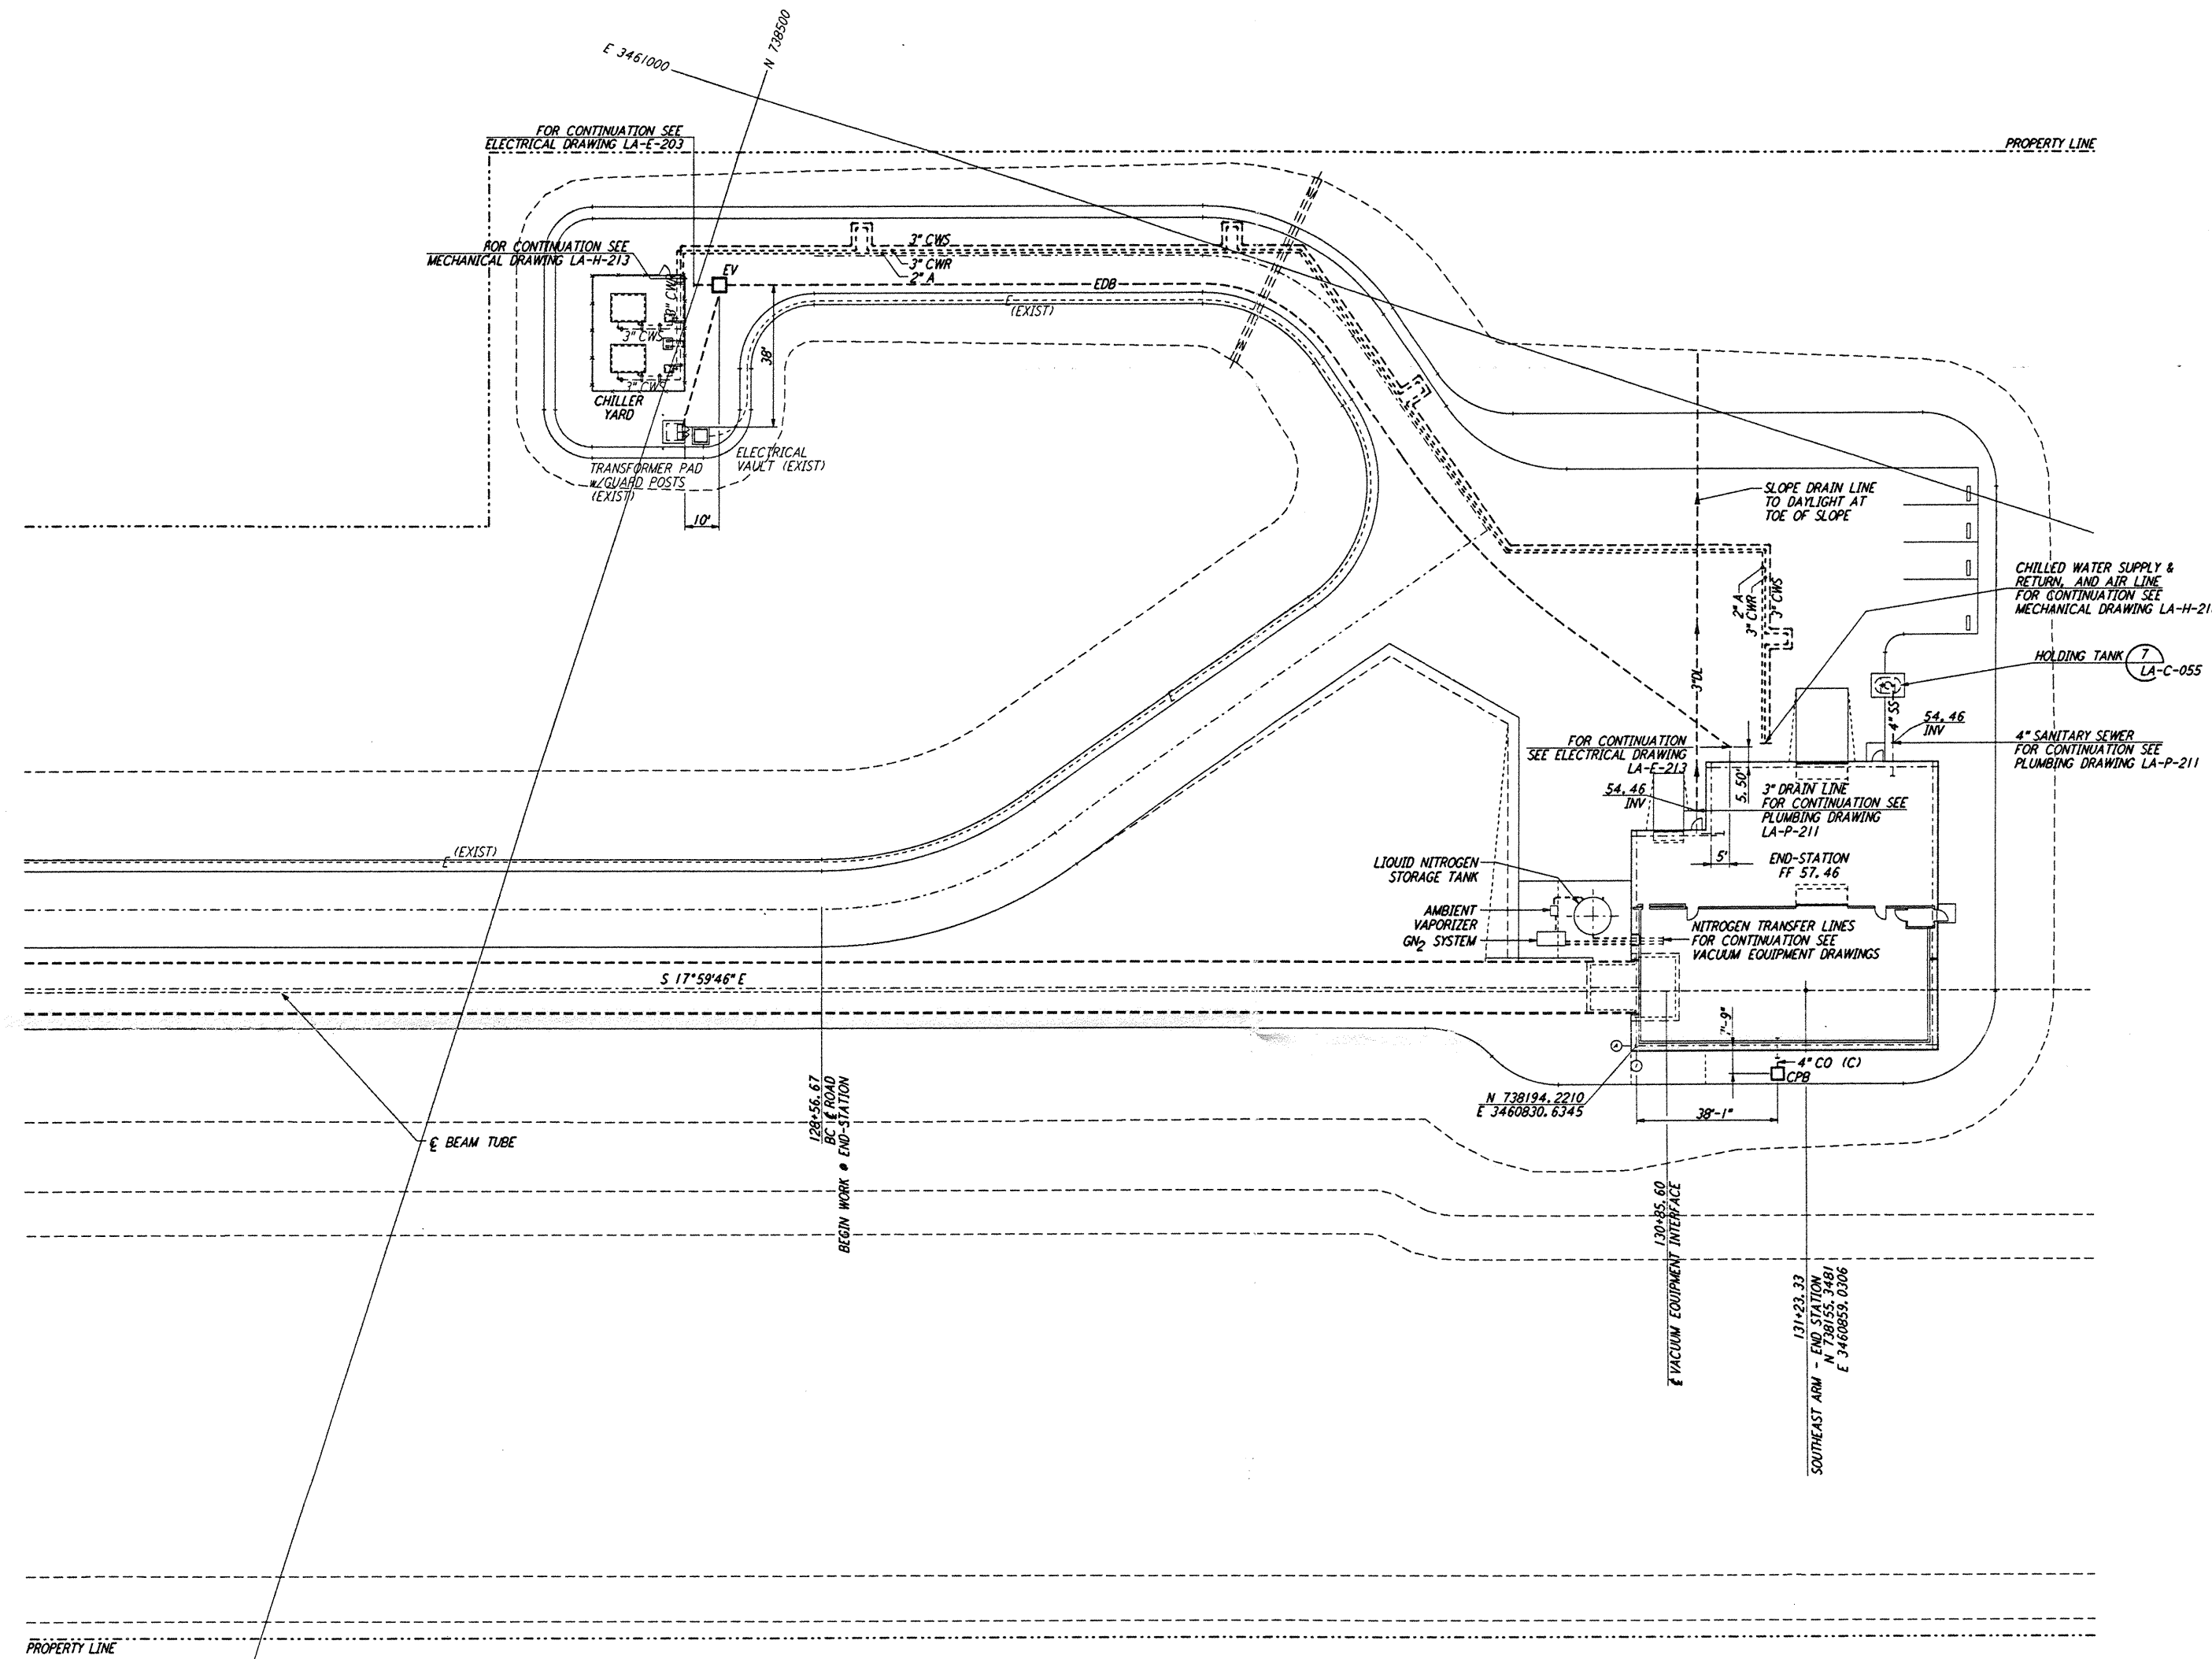 E 3461000
N 738500
FOR CONTINUATION SEE
ELECTRICAL DRAWING LA-E-203
PROPERTY LINE
FOR CONTINUATION SEE
MECHANICAL DRAWING LA-H-213
3" CWS
3" CWR
2" A
EV
EDB
E
(EXIST)
3" CWR
3" CWS
3" CWS
38'
CHILLER
YARD
ELECTRICAL
VAULT (EXIST)
TRANSFORMER PAD
W/GUARD POSTS
(EXIST)
10'
SLOPE DRAIN LINE
TO DAYLIGHT AT
TOE OF SLOPE
CHILLED WATER SUPPLY &
RETURN, AND AIR LINE
FOR CONTINUATION SEE
MECHANICAL DRAWING LA-H-21
2" A
3" CWR
3" CWS
HOLDING TANK
7
LA-C-055
3"DL
4" SS
54.46
INV
4" SANITARY SEWER
FOR CONTINUATION SEE
PLUMBING DRAWING LA-P-211
E
FOR CONTINUATION
SEE ELECTRICAL DRAWING
LA-E-213
5.50'
54.46
INV
3" DRAIN LINE
FOR CONTINUATION SEE
PLUMBING DRAWING
LA-P-211
5'
END-STATION
FF 57.46
(EXIST)
E
LIQUID NITROGEN
STORAGE TANK
AMBIENT
VAPORIZER
GN2 SYSTEM
NITROGEN TRANSFER LINES
FOR CONTINUATION SEE
VACUUM EQUIPMENT DRAWINGS
S 17°59'46" E
4" CO (C)
CPB
N 738194.2210
E 3460830.6345
38'-1"
℄ BEAM TUBE
128+56.67
BC ℄ ROAD
BEGIN WORK @ END-STATION
130+85.60
℄ VACUUM EQUIPMENT INTERFACE
131+23.33
SOUTHEAST ARM - END STATION
N 738155.3481
E 3460859.0306
PROPERTY LINE